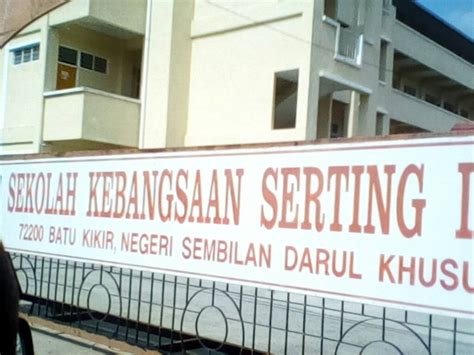 SEKOLAH KEBANGSAAN SERTING
72200 BATU KIKIR, NEGERI SEMBILAN DARUL KHUSU